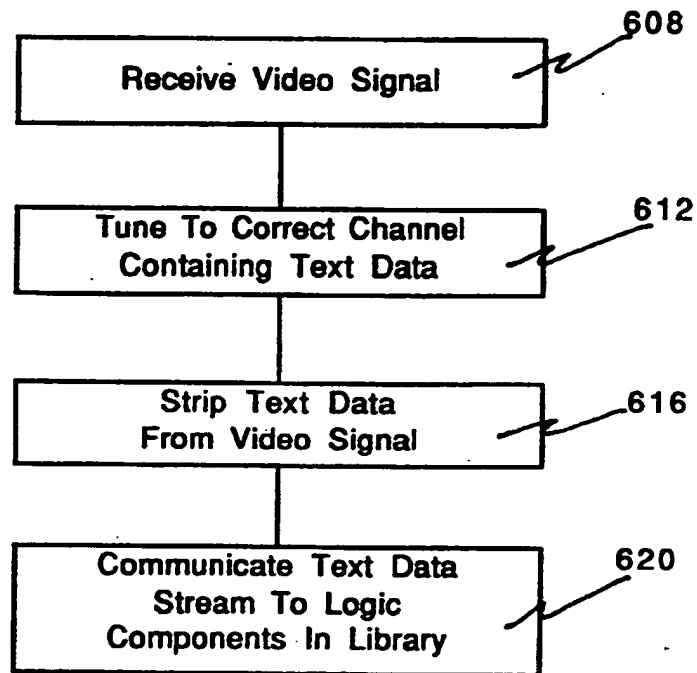 608
Receive Video Signal
612
Tune To Correct Channel
Containing Text Data
616
Strip Text Data
From Video Signal
620
Communicate Text Data
Stream To Logic
Components In Library